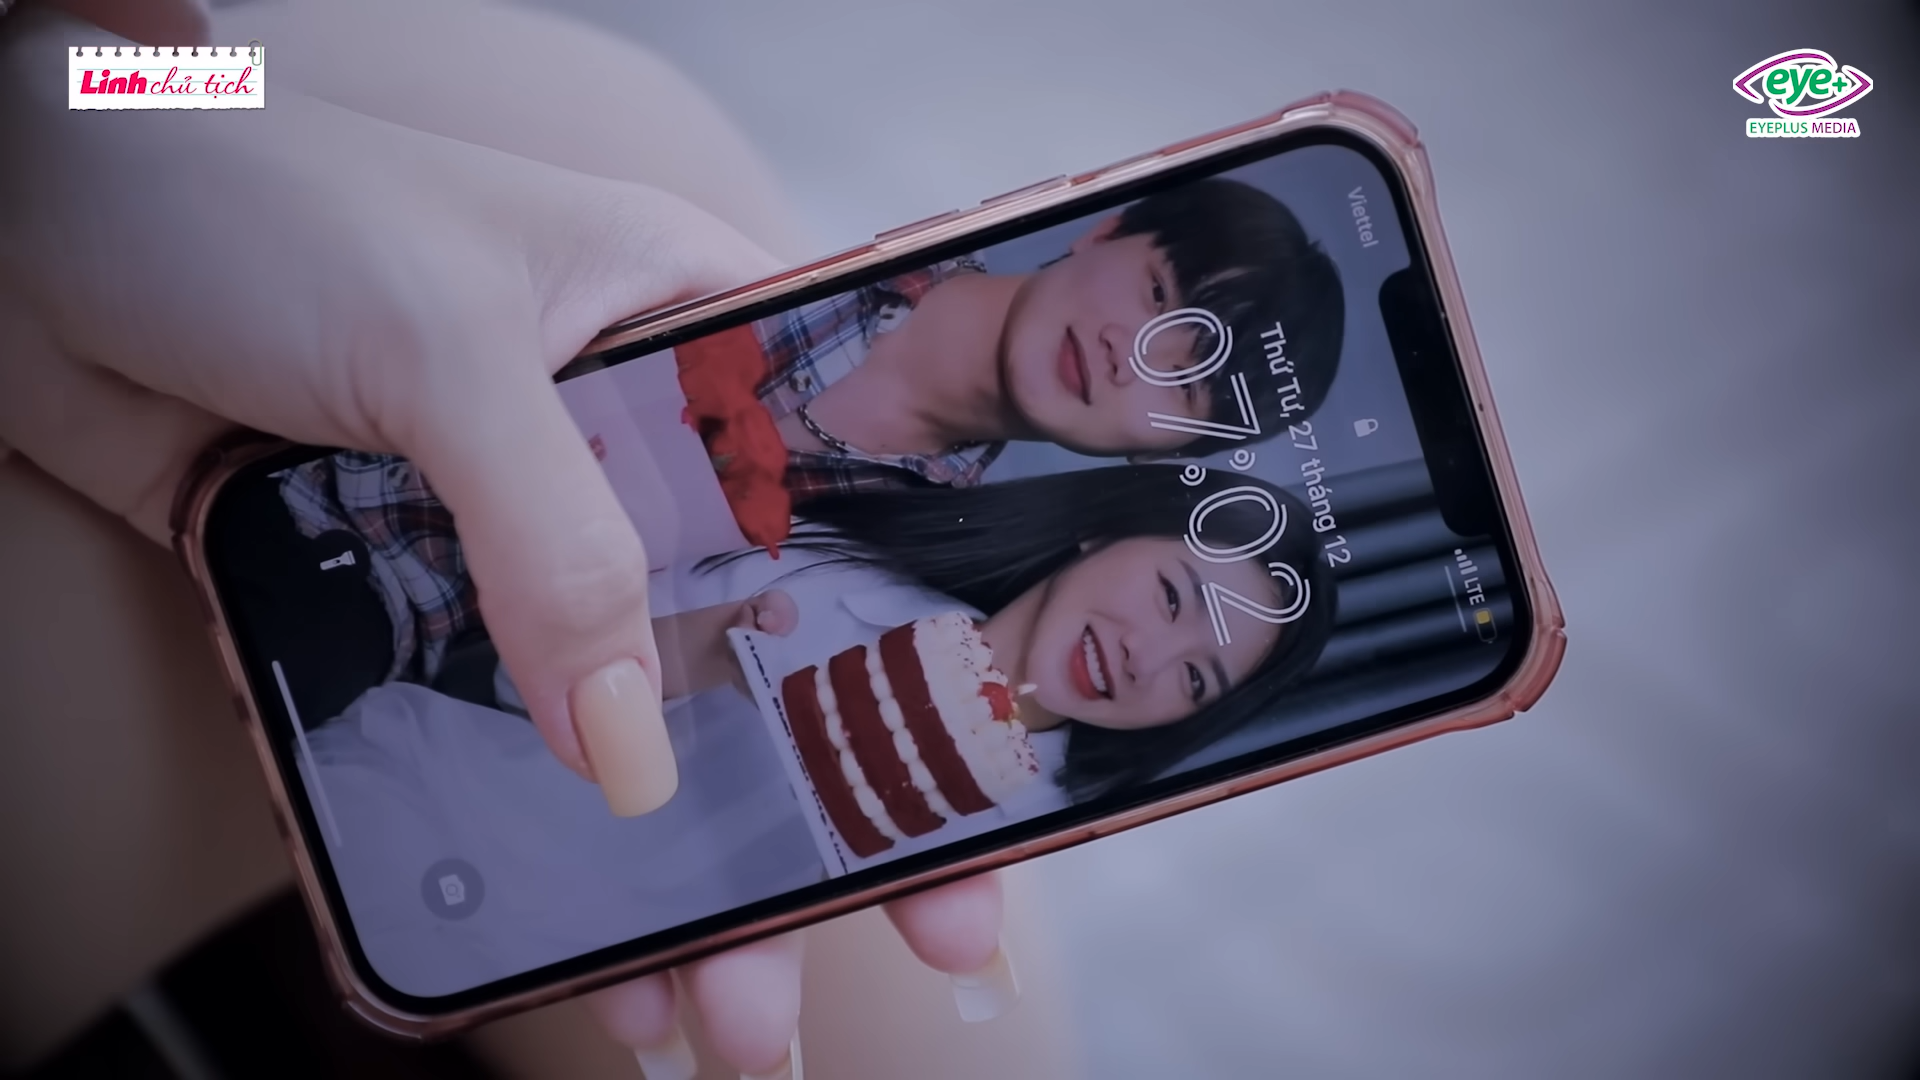 Linh chủ tịch
eye+
EYEPLUS MEDIA
Viettel
LTE
Thứ Tư, 27 tháng 12
07:02